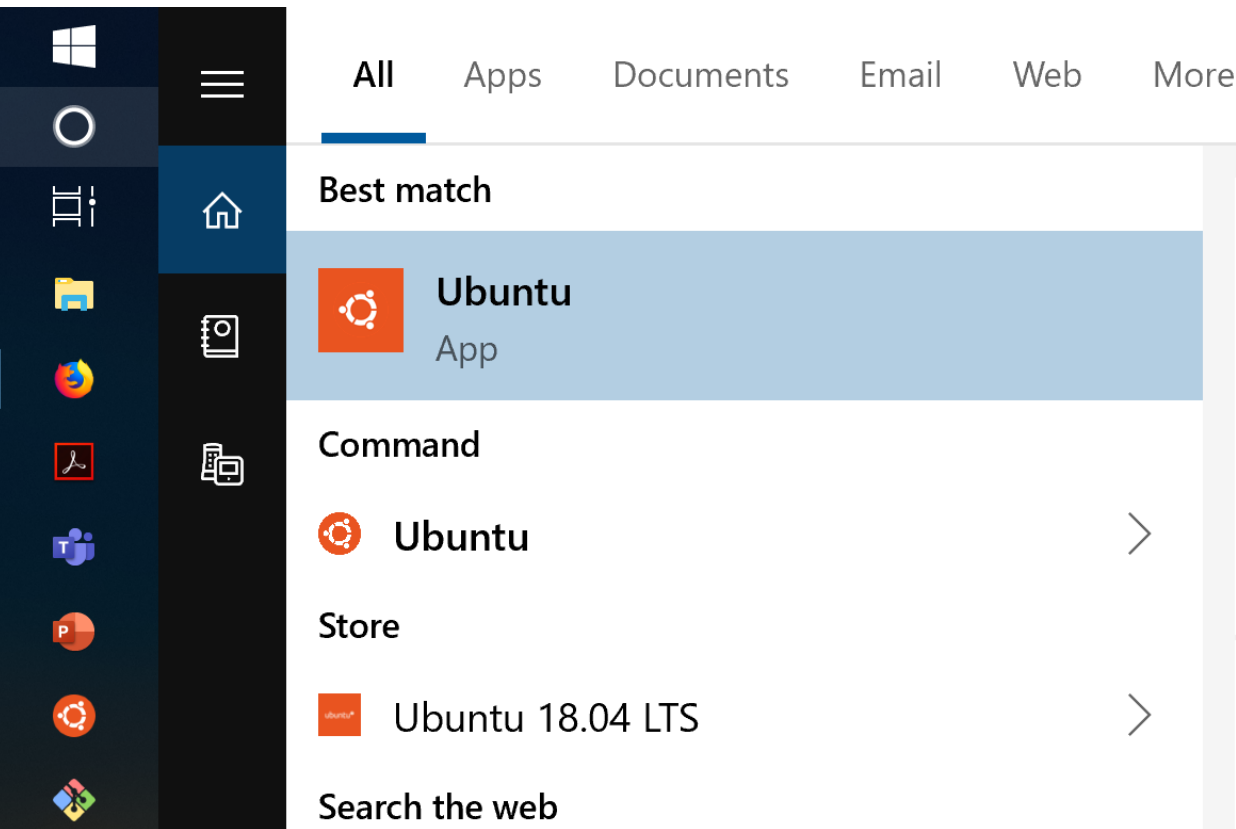 All Apps Documents Email Web More
Best match
Ubuntu
App
Command
Ubuntu
Store
ubuntu®
Ubuntu 18.04 LTS
Search the web
T
P